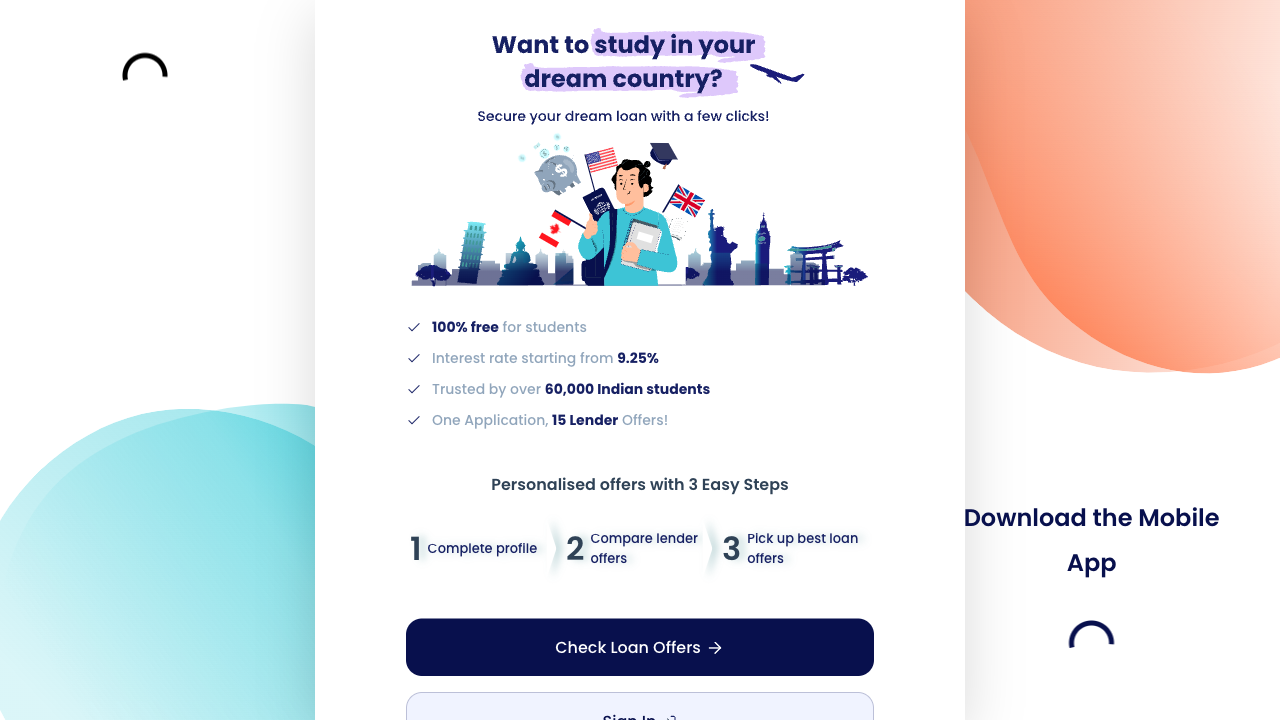 Want to study in your
dream country?
Secure your dream loan with a few clicks!
100% free for students
Interest rate starting from 9.25%
Trusted by over 60,000 Indian students
One Application, 15 Lender Offers!
Personalised offers with 3 Easy Steps
1 Complete profile
2 Compare lender
offers
3 Pick up best loan
offers
Check Loan Offers →
Sign In
Download the Mobile
App